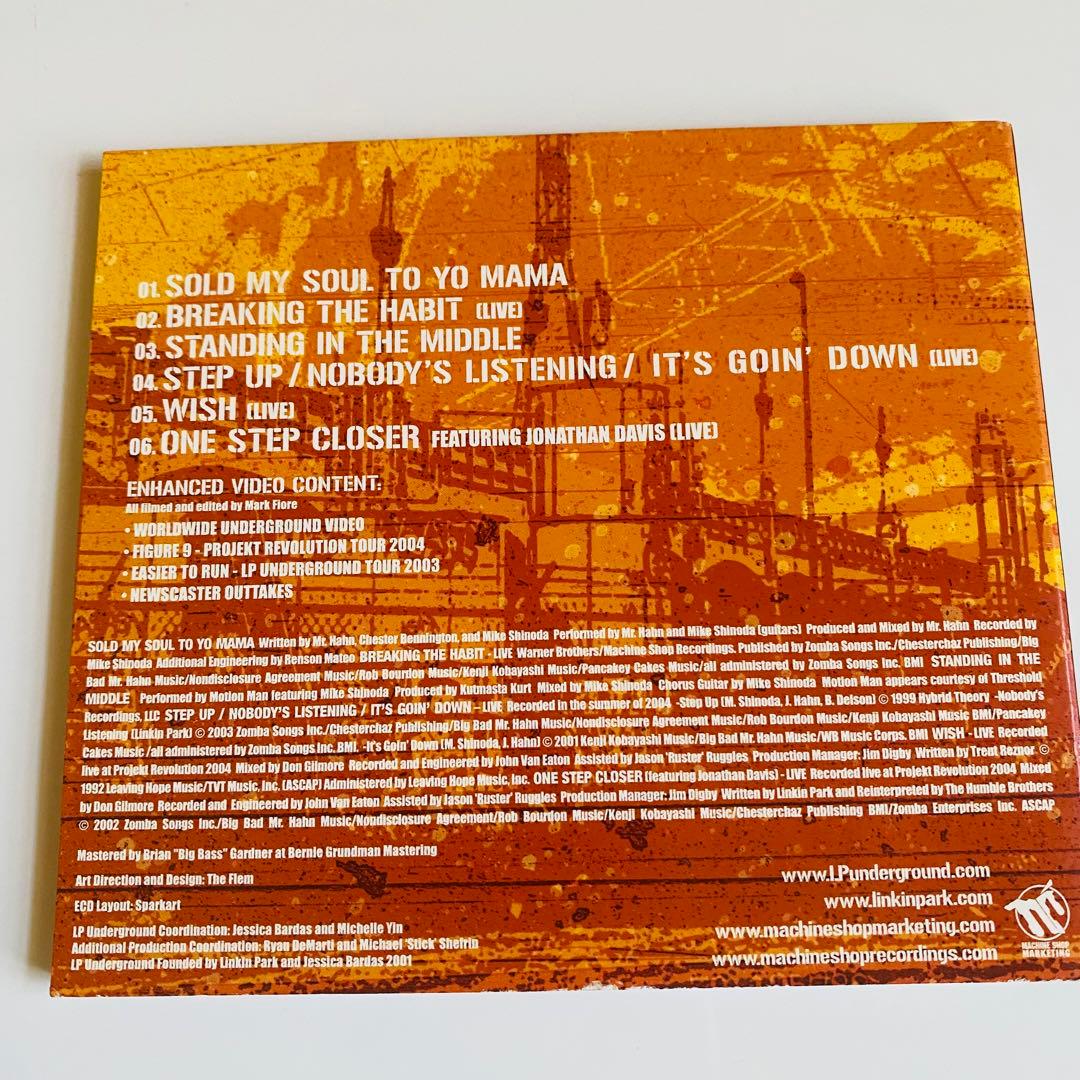 01. SOLD MY SOUL TO YO MAMA
02. BREAKING THE HABIT (LIVE)
03. STANDING IN THE MIDDLE
04. STEP UP / NOBODY'S LISTENING / IT'S GOIN' DOWN (LIVE)
05. WISH (LIVE)
06. ONE STEP CLOSER FEATURING JONATHAN DAVIS (LIVE)
ENHANCED VIDEO CONTENT:
All filmed and edited by Mark Fiore
• WORLDWIDE UNDERGROUND VIDEO
• FIGURE 9 - PROJEKT REVOLUTION TOUR 2004
• EASIER TO RUN - LP UNDERGROUND TOUR 2003
• NEWSCASTER OUTTAKES
SOLD MY SOUL TO YO MAMA Written by Mr. Hahn, Chester Bennington, and Mike Shinoda Performed by Mr. Hahn and Mike Shinoda (guitars) Produced and Mixed by Mr. Hahn Recorded by
Mike Shinoda Additional Engineering by Renson Mateo BREAKING THE HABIT - LIVE Warner Brothers/Machine Shop Recordings. Published by Zomba Songs Inc./Chesterchaz Publishing/Big
Bad Mr. Hahn Music/Nondisclosure Agreement Music/Rob Bourdon Music/Kenji Kobayashi Music/Pancakey Cakes Music/all administered by Zomba Songs Inc. BMI STANDING IN THE
MIDDLE Performed by Motion Man featuring Mike Shinoda Produced by Kutmasta Kurt Mixed by Mike Shinoda Chorus Guitar by Mike Shinoda Motion Man appears courtesy of Threshold
Recordings, LLC STEP UP / NOBODY'S LISTENING / IT'S GOIN' DOWN - LIVE Recorded in the summer of 2004 -Step Up (M. Shinoda, J. Hahn, B. Delson) © 1999 Hybrid Theory -Nobody's
Listening (Linkin Park) © 2003 Zomba Songs Inc./Chesterchaz Publishing/Big Bad Mr. Hahn Music/Nondisclosure Agreement Music/Rob Bourdon Music/Kenji Kobayashi Music BMI/Pancakey
Cakes Music /all administered by Zomba Songs Inc. BMI. -It's Goin' Down (M. Shinoda, J. Hahn) © 2001 Kenji Kobayashi Music/Big Bad Mr. Hahn Music/WB Music Corps. BMI WISH - LIVE Recorded
live at Projekt Revolution 2004 Mixed by Don Gilmore Recorded and Engineered by John Van Eaton Assisted by Jason 'Ruster' Ruggles Production Manager: Jim Digby Written by Trent Reznor. ©
1992 Leaving Hope Music/TVT Music, Inc. (ASCAP) Administered by Leaving Hope Music, Inc. ONE STEP CLOSER (featuring Jonathan Davis) - LIVE Recorded live at Projekt Revolution 2004 Mixed
by Don Gilmore Recorded and Engineered by John Van Eaton Assisted by Jason 'Ruster' Ruggles Production Manager: Jim Digby Written by Linkin Park and Reinterpreted by The Humble Brothers
© 2002 Zomba Songs Inc./Big Bad Mr. Hahn Music/Noudisclosure Agreement/Rob Bourdon Music/Kenji Kobayashi Music/Chesterchaz Publishing BMI/Zomba Enterprises Inc. ASCAP
Mastered by Brian "Big Bass" Gardner at Bernie Grundman Mastering
Art Direction and Design: The Flem
ECD Layout: Sparkart
LP Underground Coordination: Jessica Bardas and Michelle Yin
Additional Production Coordination: Ryan DeMarti and Michael 'Stick' Shefrin
LP Underground Founded by Linkin Park and Jessica Bardas 2001
www.LPunderground.com
www.linkinpark.com
www.machineshopmarketing.com
www.machineshoprecordings.com
MACHINE SHOP
MARKETING